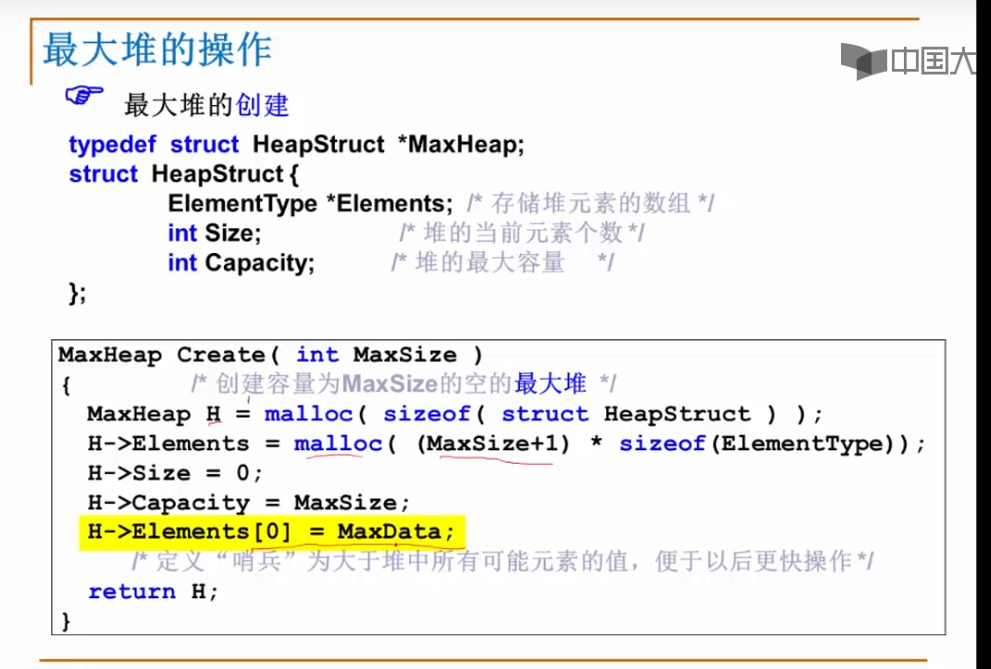 最大堆的操作
中国大
最大堆的创建
typedef struct HeapStruct *MaxHeap;
struct HeapStruct {
ElementType *Elements; /* 存储堆元素的数组 */
int Size; /* 堆的当前元素个数 */
int Capacity; /* 堆的最大容量 */
};
MaxHeap Create( int MaxSize )
{ /* 创建容量为MaxSize的空的最大堆 */
MaxHeap H = malloc( sizeof( struct HeapStruct ) );
H->Elements = malloc( (MaxSize+1) * sizeof(ElementType));
H->Size = 0;
H->Capacity = MaxSize;
H->Elements[0] = MaxData;
/* 定义“哨兵”为大于堆中所有可能元素的值，便于以后更快操作 */
return H;
}